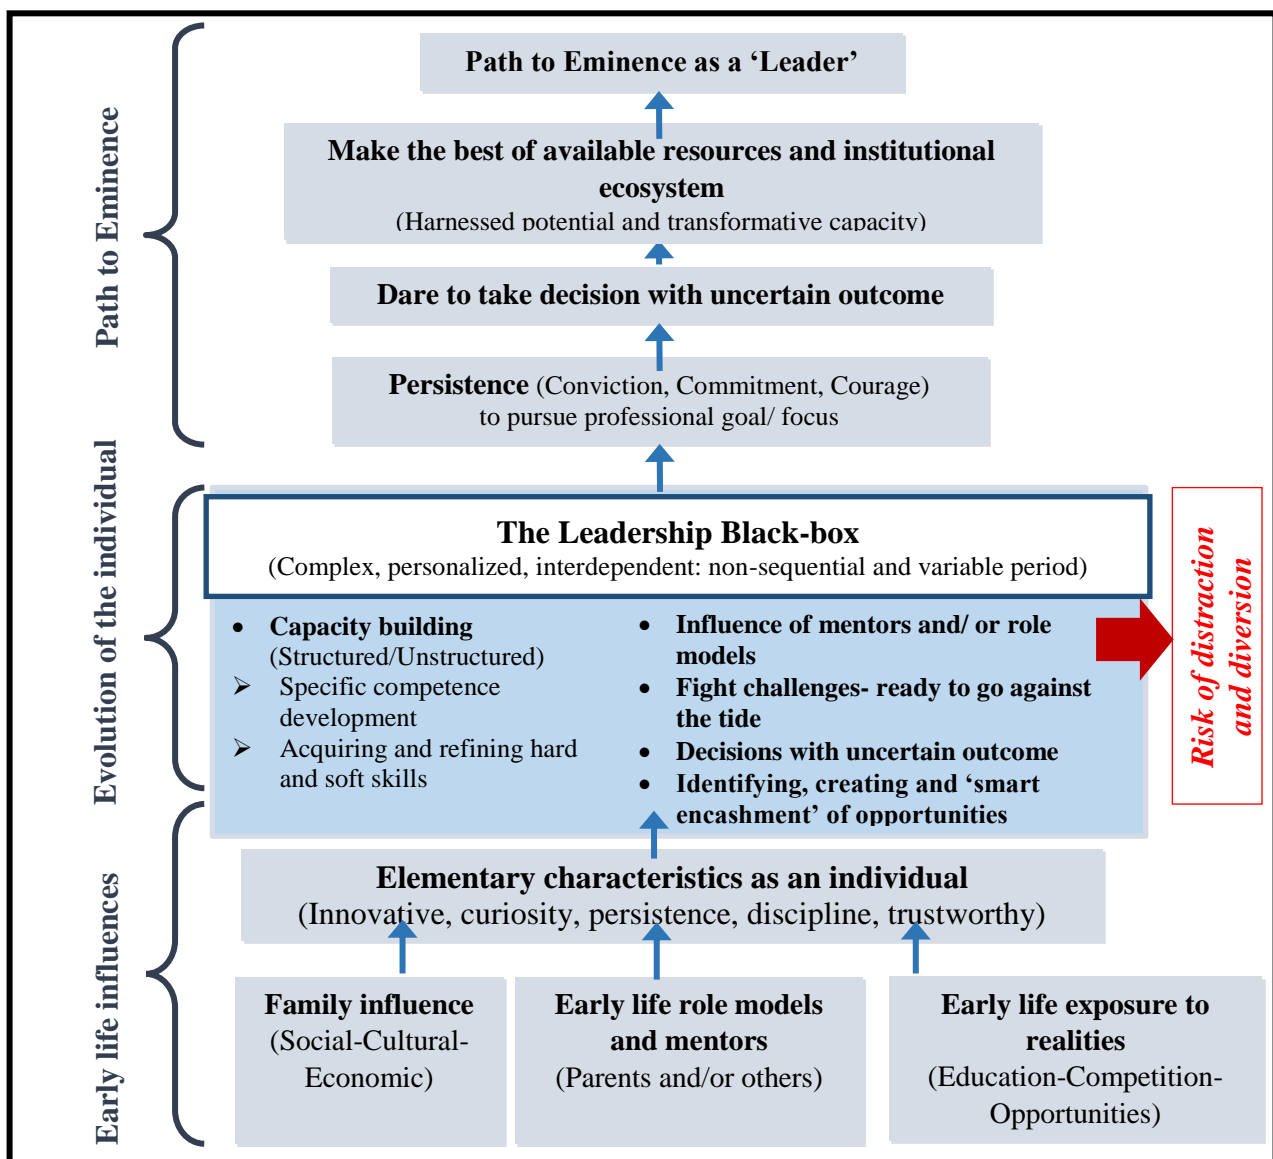 Path to Eminence
Path to Eminence as a ‘Leader’
Make the best of available resources and institutional
ecosystem
(Harnessed potential and transformative capacity)
Dare to take decision with uncertain outcome
Persistence (Conviction, Commitment, Courage)
to pursue professional goal/ focus
Evolution of the individual
The Leadership Black-box
(Complex, personalized, interdependent: non-sequential and variable period)
• Capacity building
(Structured/Unstructured)
➢ Specific competence
development
➢ Acquiring and refining hard
and soft skills
• Influence of mentors and/ or role
models
• Fight challenges- ready to go against
the tide
• Decisions with uncertain outcome
• Identifying, creating and ‘smart
encashment’ of opportunities
Risk of distraction
and diversion
Early life influences
Elementary characteristics as an individual
(Innovative, curiosity, persistence, discipline, trustworthy)
Family influence
(Social-Cultural-
Economic)
Early life role models
and mentors
(Parents and/or others)
Early life exposure to
realities
(Education-Competition-
Opportunities)